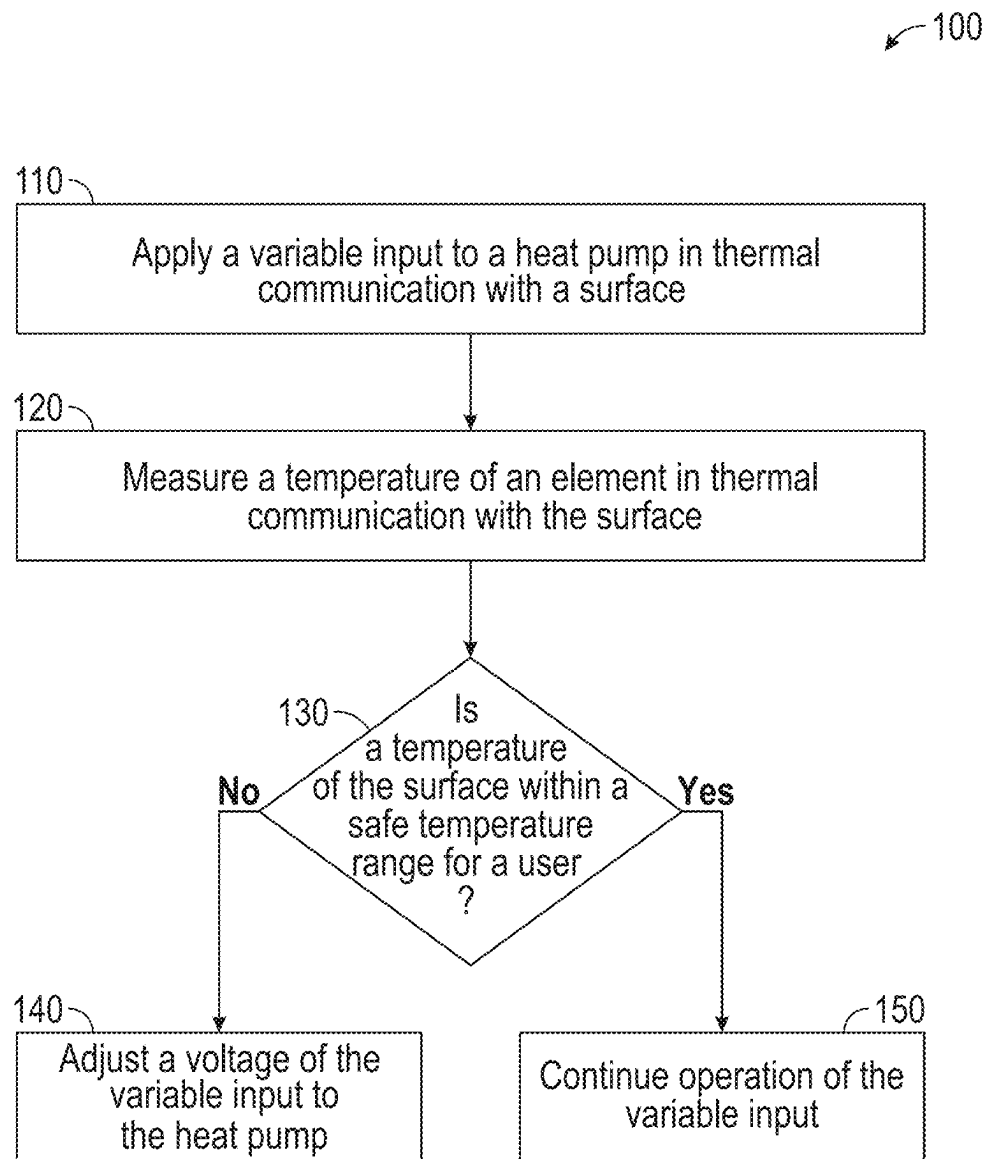 100
110
Apply a variable input to a heat pump in thermal
communication with a surface
120
Measure a temperature of an element in thermal
communication with the surface
130
Is
a temperature
of the surface within a
safe temperature
range for a user
?
No
Yes
140
Adjust a voltage of the
variable input to
the heat pump
150
Continue operation of the
variable input